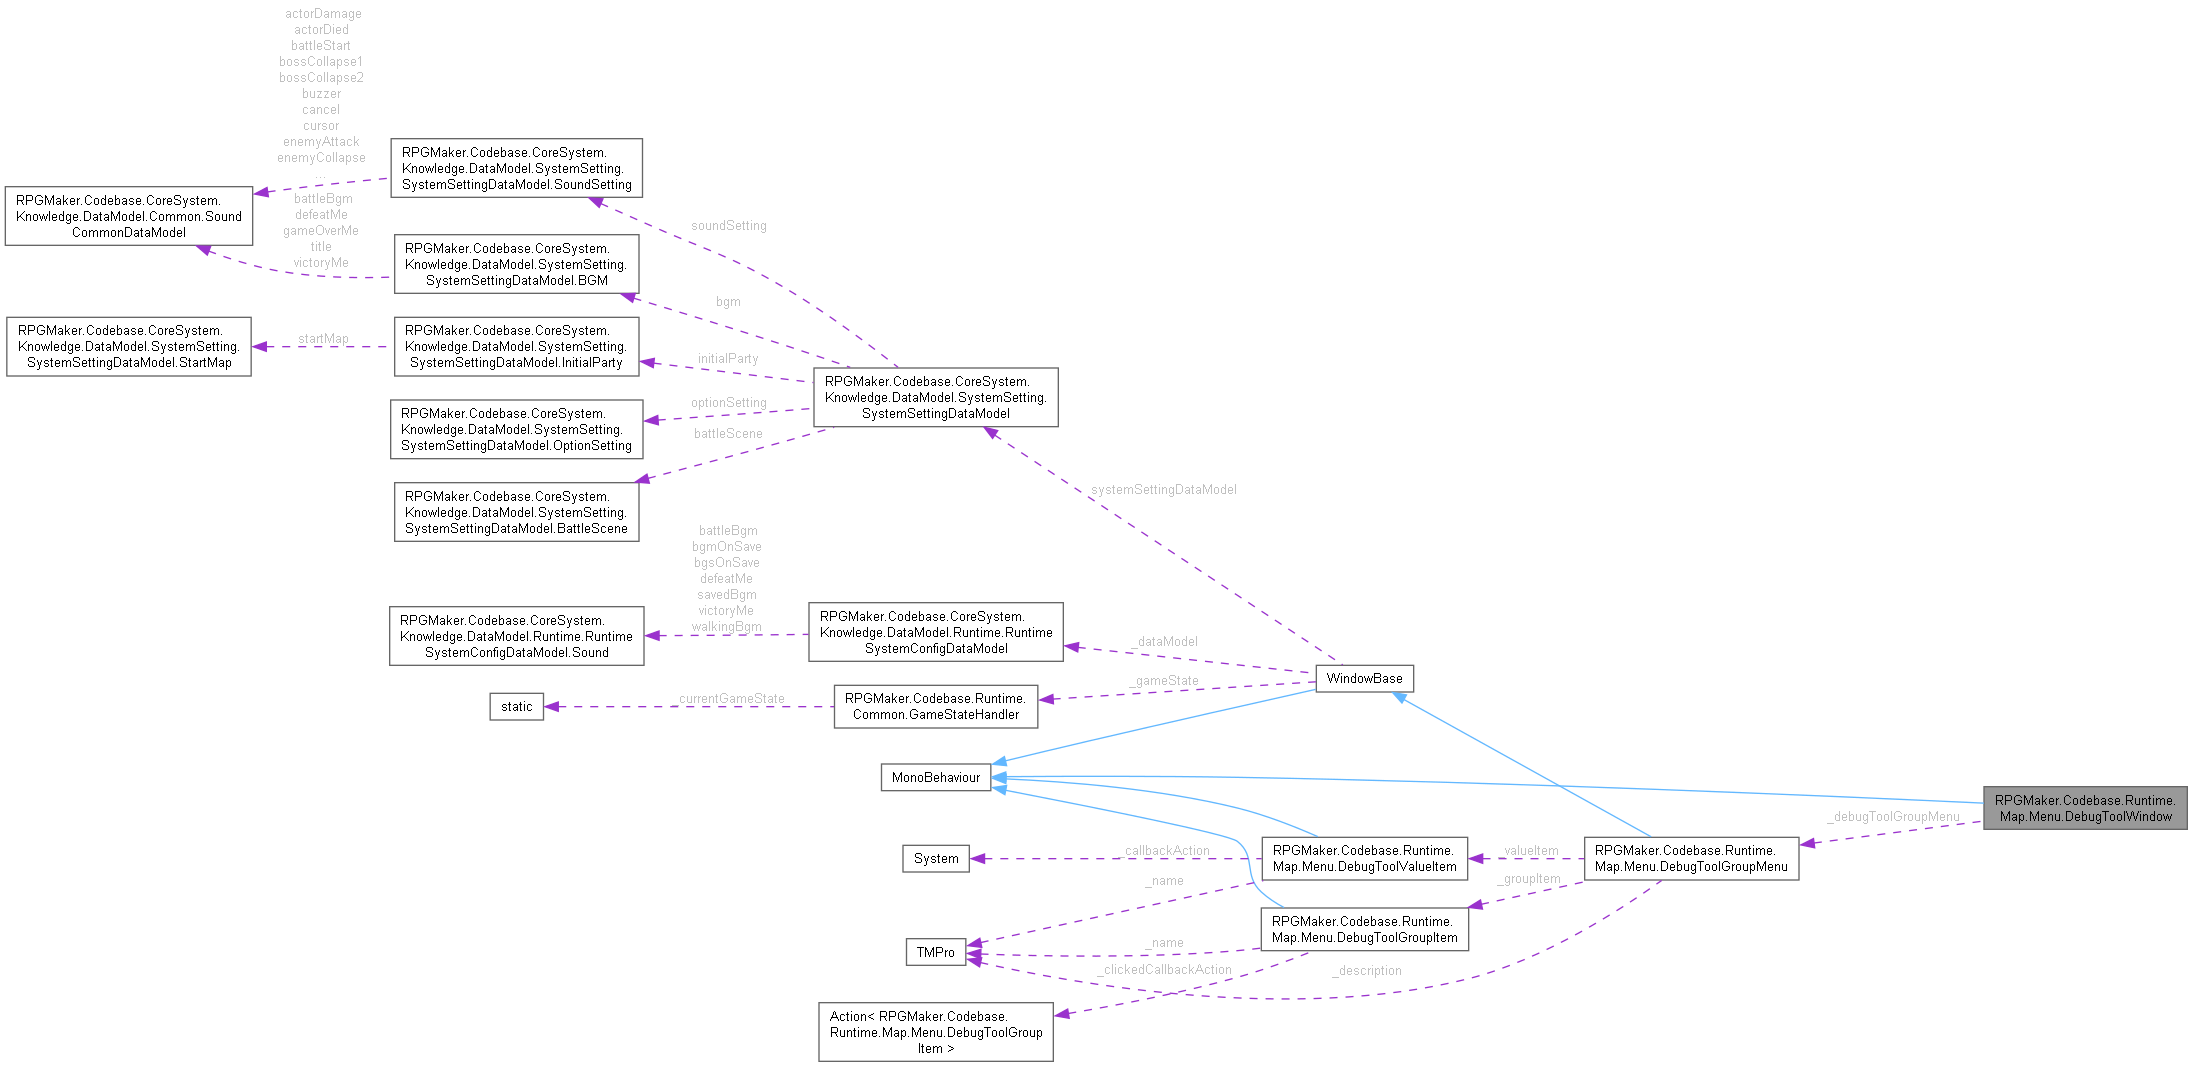 actorDamage
actorDied
battleStart
bossCollapse1
bossCollapse2
buzzer
cancel
cursor
enemyAttack
enemyCollapse
...
RPGMaker.Codebase.CoreSystem.
Knowledge.DataModel.SystemSetting.
SystemSettingDataModel.SoundSetting
RPGMaker.Codebase.CoreSystem.
Knowledge.DataModel.Common.Sound
CommonDataModel
battleBgm
defeatMe
gameOverMe
title
victoryMe
soundSetting
RPGMaker.Codebase.CoreSystem.
Knowledge.DataModel.SystemSetting.
SystemSettingDataModel.BGM
bgm
RPGMaker.Codebase.CoreSystem.
Knowledge.DataModel.SystemSetting.
SystemSettingDataModel.StartMap
startMap
RPGMaker.Codebase.CoreSystem.
Knowledge.DataModel.SystemSetting.
SystemSettingDataModel.InitialParty
initialParty
RPGMaker.Codebase.CoreSystem.
Knowledge.DataModel.SystemSetting.
SystemSettingDataModel
RPGMaker.Codebase.CoreSystem.
Knowledge.DataModel.SystemSetting.
SystemSettingDataModel.OptionSetting
optionSetting
battleScene
RPGMaker.Codebase.CoreSystem.
Knowledge.DataModel.SystemSetting.
SystemSettingDataModel.BattleScene
systemSettingDataModel
battleBgm
bgmOnSave
bgsOnSave
defeatMe
savedBgm
victoryMe
walkingBgm
RPGMaker.Codebase.CoreSystem.
Knowledge.DataModel.Runtime.Runtime
SystemConfigDataModel.Sound
RPGMaker.Codebase.CoreSystem.
Knowledge.DataModel.Runtime.Runtime
SystemConfigDataModel
_dataModel
WindowBase
_gameState
static
_currentGameState
RPGMaker.Codebase.Runtime.
Common.GameStateHandler
MonoBehaviour
RPGMaker.Codebase.Runtime.
Map.Menu.DebugToolWindow
_debugToolGroupMenu
System
_callbackAction
RPGMaker.Codebase.Runtime.
Map.Menu.DebugToolValueItem
_valueItem
RPGMaker.Codebase.Runtime.
Map.Menu.DebugToolGroupMenu
_name
_groupItem
RPGMaker.Codebase.Runtime.
Map.Menu.DebugToolGroupItem
TMPro
_name
_clickedCallbackAction
_description
Action< RPGMaker.Codebase.
Runtime.Map.Menu.DebugToolGroup
Item >